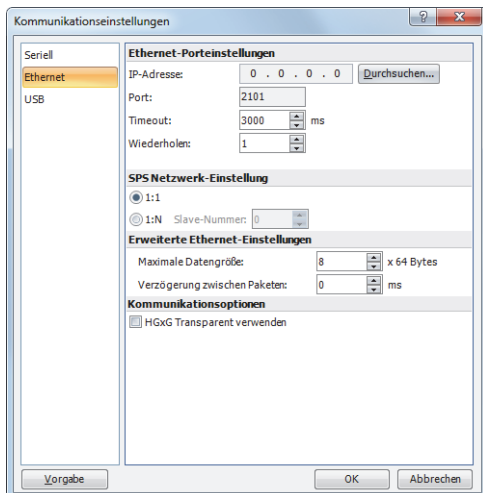 Kommunikationseinstellungen
Seriell
Ethernet
USB
Ethernet-Porteinstellungen
IP-Adresse: 0 . 0 . 0 . 0 Durchsuchen...
Port: 2101
Timeout: 3000 ms
Wiederholen: 1
SPS Netzwerk-Einstellung
1:1
1:N Slave-Nummer: 0
Erweiterte Ethernet-Einstellungen
Maximale Datengröße: 8 x 64 Bytes
Verzögerung zwischen Paketen: 0 ms
Kommunikationsoptionen
HGxG Transparent verwenden
Vorgabe OK Abbrechen